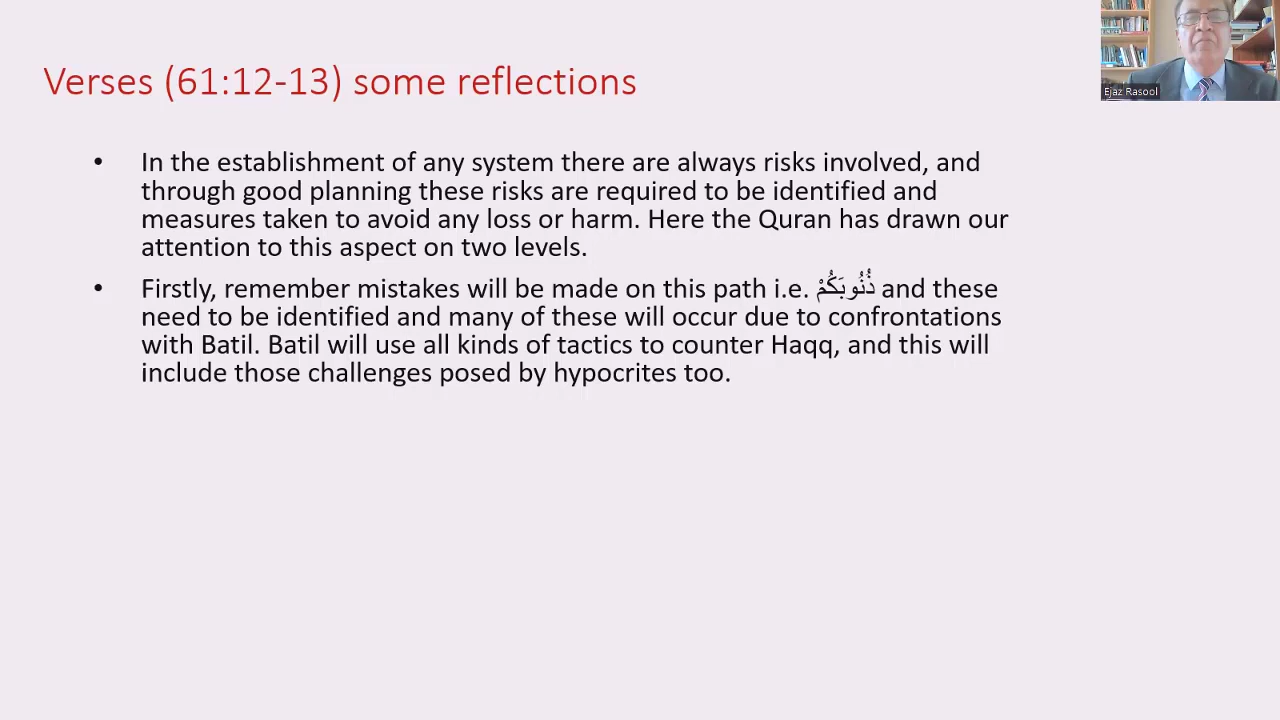 Verses (61:12-13) some reflections
Ejaz Rasool
• In the establishment of any system there are always risks involved, and
through good planning these risks are required to be identified and
measures taken to avoid any loss or harm. Here the Quran has drawn our
attention to this aspect on two levels.
• Firstly, remember mistakes will be made on this path i.e. ذُنُوبَكُمْ and these
need to be identified and many of these will occur due to confrontations
with Batil. Batil will use all kinds of tactics to counter Haqq, and this will
include those challenges posed by hypocrites too.